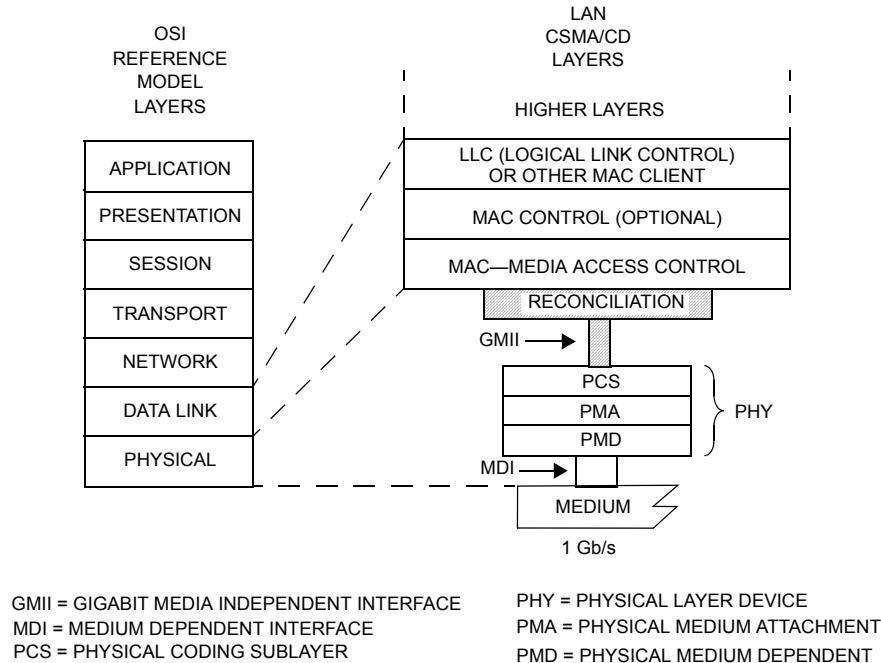 OSI
REFERENCE
MODEL
LAYERS
APPLICATION
PRESENTATION
SESSION
TRANSPORT
NETWORK
DATA LINK
PHYSICAL
LAN
CSMA/CD
LAYERS
HIGHER LAYERS
LLC (LOGICAL LINK CONTROL)
OR OTHER MAC CLIENT
MAC CONTROL (OPTIONAL)
MAC—MEDIA ACCESS CONTROL
RECONCILIATION
GMII
PCS
PMA
PMD
PHY
MDI
MEDIUM
1 Gb/s
GMII = GIGABIT MEDIA INDEPENDENT INTERFACE
MDI = MEDIUM DEPENDENT INTERFACE
PCS = PHYSICAL CODING SUBLAYER
PHY = PHYSICAL LAYER DEVICE
PMA = PHYSICAL MEDIUM ATTACHMENT
PMD = PHYSICAL MEDIUM DEPENDENT